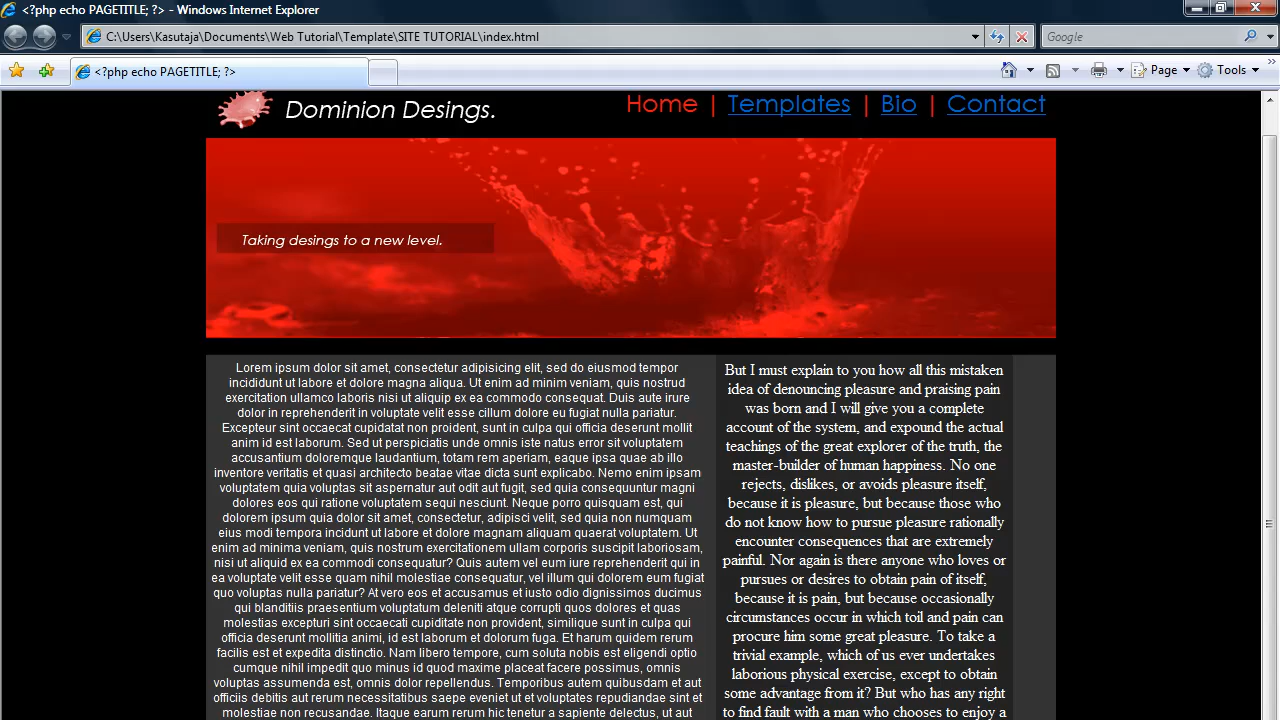 <?php echo PAGETITLE; ?> - Windows Internet Explorer
C:\Users\Kasutaja\Documents\Web Tutorial\Template\SITE TUTORIAL\index.html
Google
<?php echo PAGETITLE; ?>
Page
Tools
Dominion Desings.
Home | Templates | Bio | Contact
Taking desings to a new level.
Lorem ipsum dolor sit amet, consectetur adipisicing elit, sed do eiusmod tempor
incididunt ut labore et dolore magna aliqua. Ut enim ad minim veniam, quis nostrud
exercitation ullamco laboris nisi ut aliquip ex ea commodo consequat. Duis aute irure
dolor in reprehenderit in voluptate velit esse cillum dolore eu fugiat nulla pariatur.
Excepteur sint occaecat cupidatat non proident, sunt in culpa qui officia deserunt mollit
anim id est laborum. Sed ut perspiciatis unde omnis iste natus error sit voluptatem
accusantium doloremque laudantium, totam rem aperiam, eaque ipsa quae ab illo
inventore veritatis et quasi architecto beatae vitae dicta sunt explicabo. Nemo enim ipsam
voluptatem quia voluptas sit aspernatur aut odit aut fugit, sed quia consequuntur magni
dolores eos qui ratione voluptatem sequi nesciunt. Neque porro quisquam est, qui
dolorem ipsum quia dolor sit amet, consectetur, adipisci velit, sed quia non numquam
eius modi tempora incidunt ut labore et dolore magnam aliquam quaerat voluptatem. Ut
enim ad minima veniam, quis nostrum exercitationem ullam corporis suscipit laboriosam,
nisi ut aliquid ex ea commodi consequatur? Quis autem vel eum iure reprehenderit qui in
ea voluptate velit esse quam nihil molestiae consequatur, vel illum qui dolorem eum fugiat
quo voluptas nulla pariatur? At vero eos et accusamus et iusto odio dignissimos ducimus
qui blanditiis praesentium voluptatum deleniti atque corrupti quos dolores et quas
molestias excepturi sint occaecati cupiditate non provident, similique sunt in culpa qui
officia deserunt mollitia animi, id est laborum et dolorum fuga. Et harum quidem rerum
facilis est et expedita distinctio. Nam libero tempore, cum soluta nobis est eligendi optio
cumque nihil impedit quo minus id quod maxime placeat facere possimus, omnis
voluptas assumenda est, omnis dolor repellendus. Temporibus autem quibusdam et aut
officiis debitis aut rerum necessitatibus saepe eveniet ut et voluptates repudiandae sint et
molestiae non recusandae. Itaque earum rerum hic tenetur a sapiente delectus, ut aut
But I must explain to you how all this mistaken
idea of denouncing pleasure and praising pain
was born and I will give you a complete
account of the system, and expound the actual
teachings of the great explorer of the truth, the
master-builder of human happiness. No one
rejects, dislikes, or avoids pleasure itself,
because it is pleasure, but because those who
do not know how to pursue pleasure rationally
encounter consequences that are extremely
painful. Nor again is there anyone who loves or
pursues or desires to obtain pain of itself,
because it is pain, but because occasionally
circumstances occur in which toil and pain can
procure him some great pleasure. To take a
trivial example, which of us ever undertakes
laborious physical exercise, except to obtain
some advantage from it? But who has any right
to find fault with a man who chooses to enjoy a